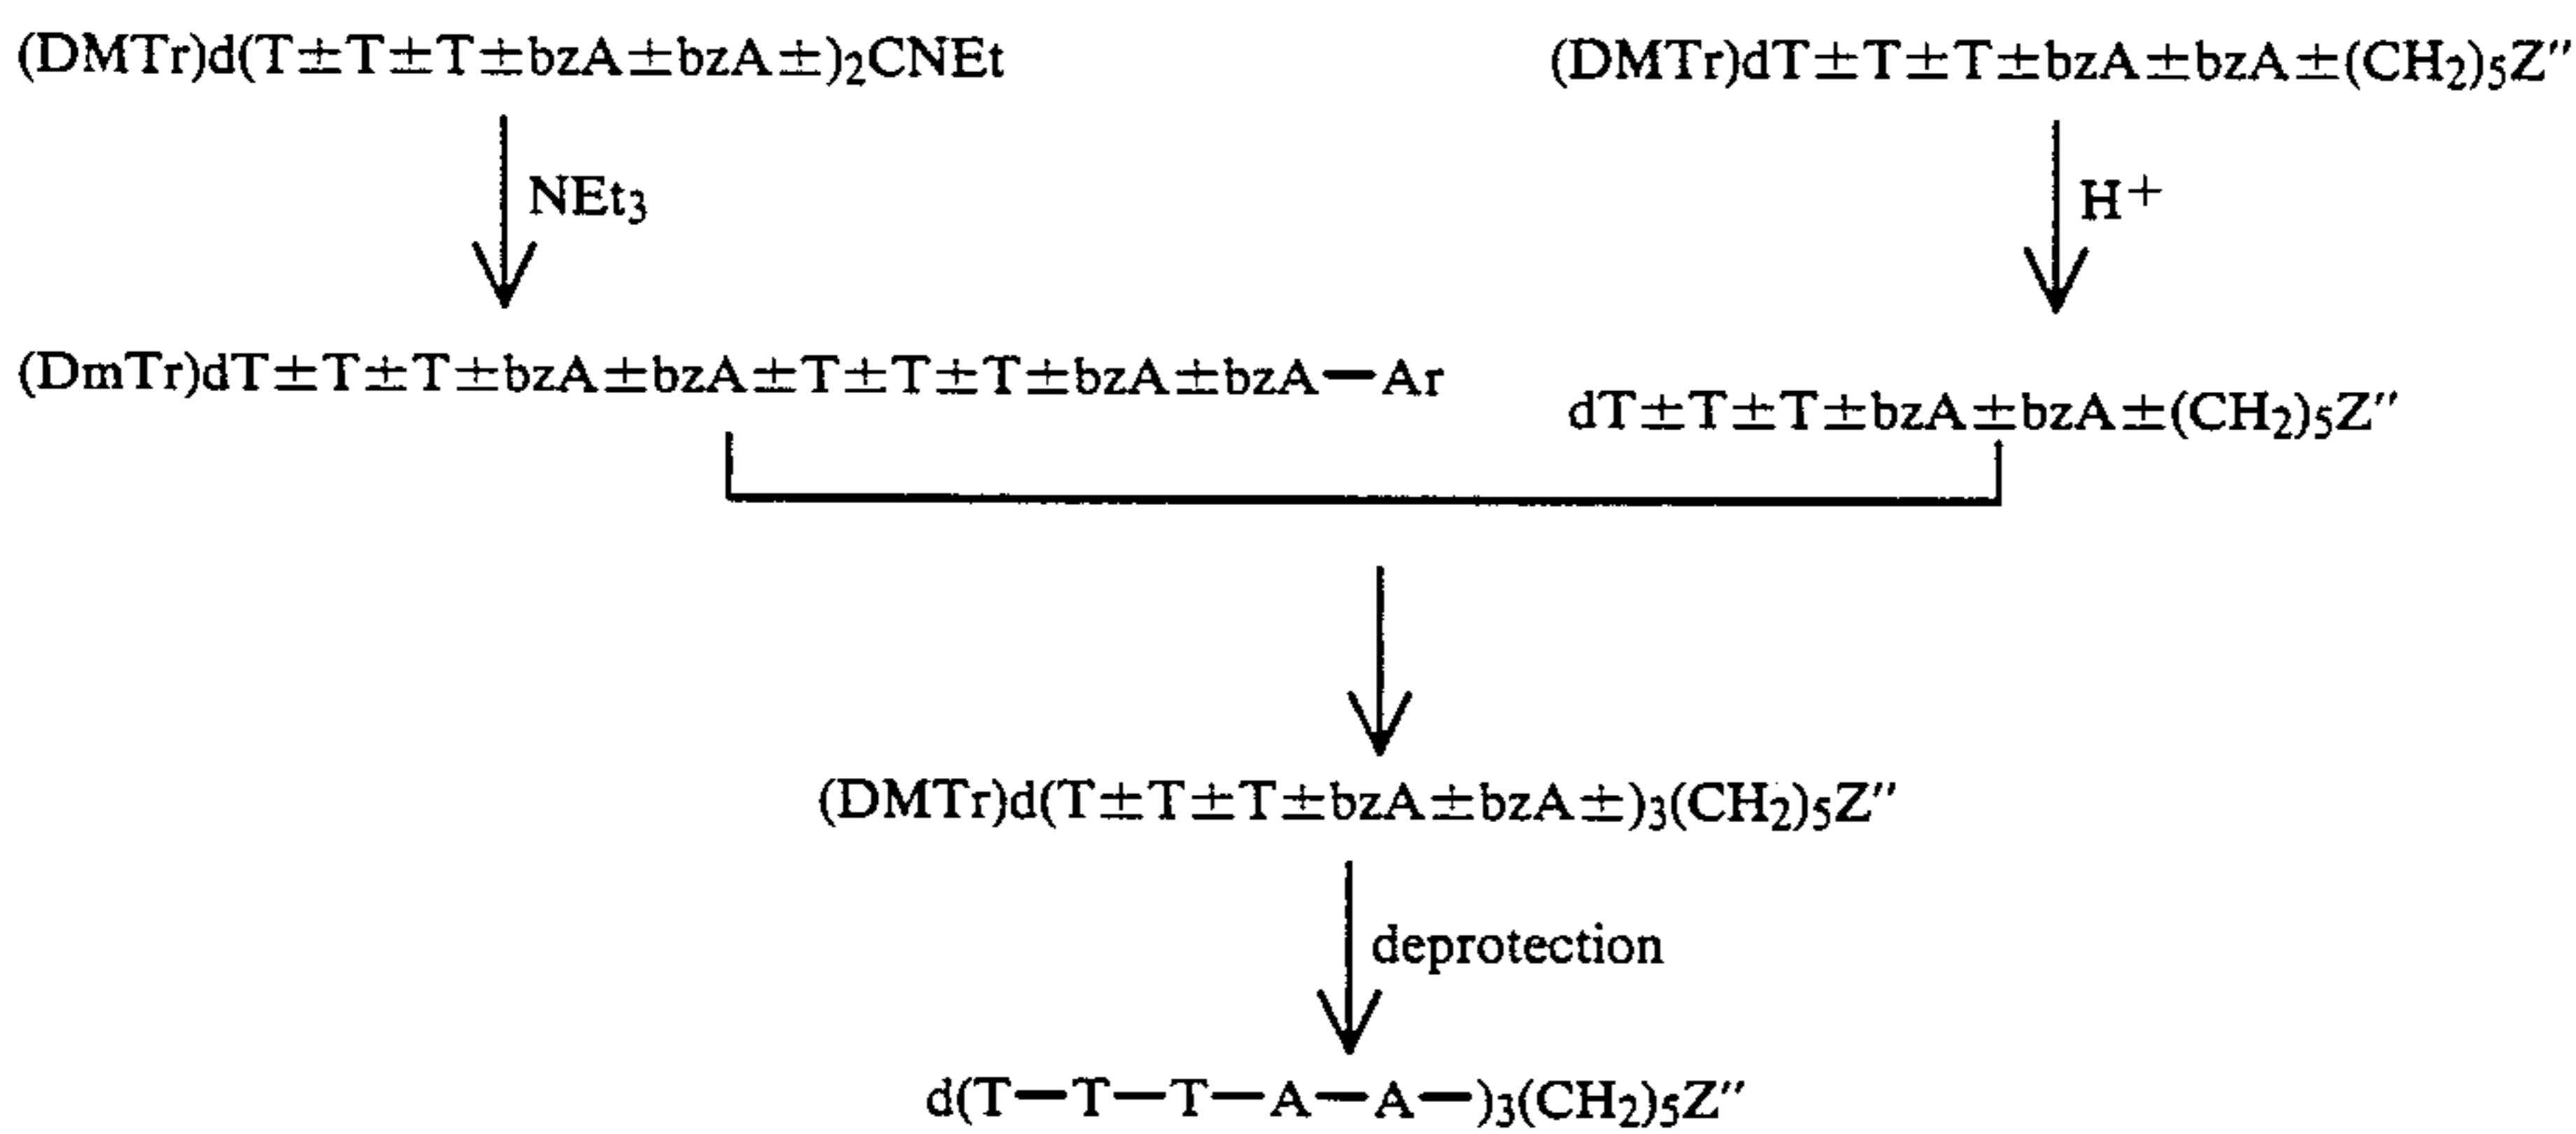 (DMTr)d(T±T±T±bzA±bzA±)₂CNEt
(DMTr)dT±T±T±bzA±bzA±(CH₂)₅Z″
NEt₃
H⁺
(DmTr)dT±T±T±bzA±bzA±T±T±T±bzA±bzA—Ar
dT±T±T±bzA±bzA±(CH₂)₅Z″
(DMTr)d(T±T±T±bzA±bzA±)₃(CH₂)₅Z″
deprotection
d(T—T—T—A—A—)₃(CH₂)₅Z″